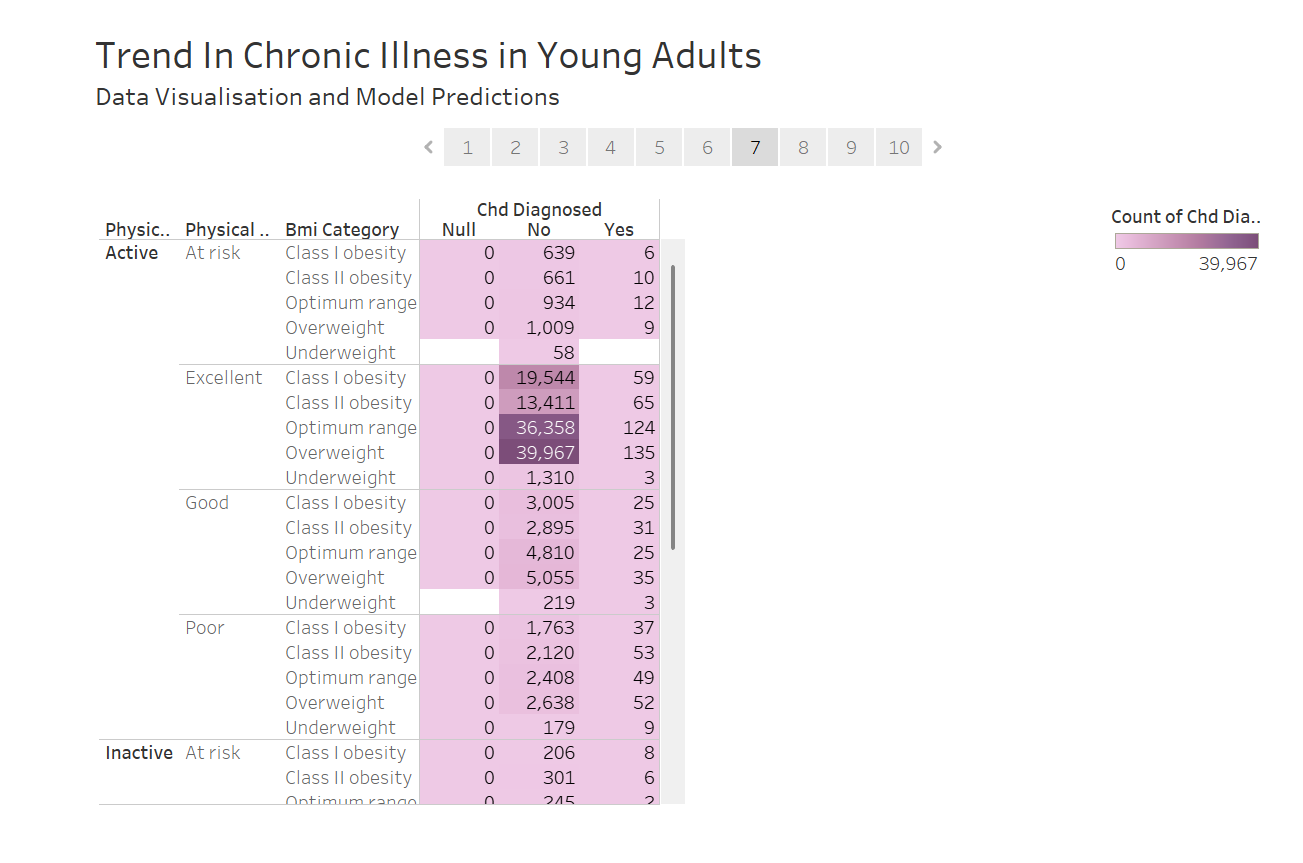 Trend In Chronic Illness in Young Adults
Data Visualisation and Model Predictions
1 2 3 4 5 6 7 8 9 10
Chd Diagnosed
Physic.. Physical .. Bmi Category Null No Yes
Active At risk Class I obesity 0 639 6
Class II obesity 0 661 10
Optimum range 0 934 12
Overweight 0 1,009 9
Underweight 58
Excellent Class I obesity 0 19,544 59
Class II obesity 0 13,411 65
Optimum range 0 36,358 124
Overweight 0 39,967 135
Underweight 0 1,310 3
Good Class I obesity 0 3,005 25
Class II obesity 0 2,895 31
Optimum range 0 4,810 25
Overweight 0 5,055 35
Underweight 219 3
Poor Class I obesity 0 1,763 37
Class II obesity 0 2,120 53
Optimum range 0 2,408 49
Overweight 0 2,638 52
Underweight 0 179 9
Inactive At risk Class I obesity 0 206 8
Class II obesity 0 301 6
Optimum range 0 245 2
Count of Chd Dia..
0 39,967